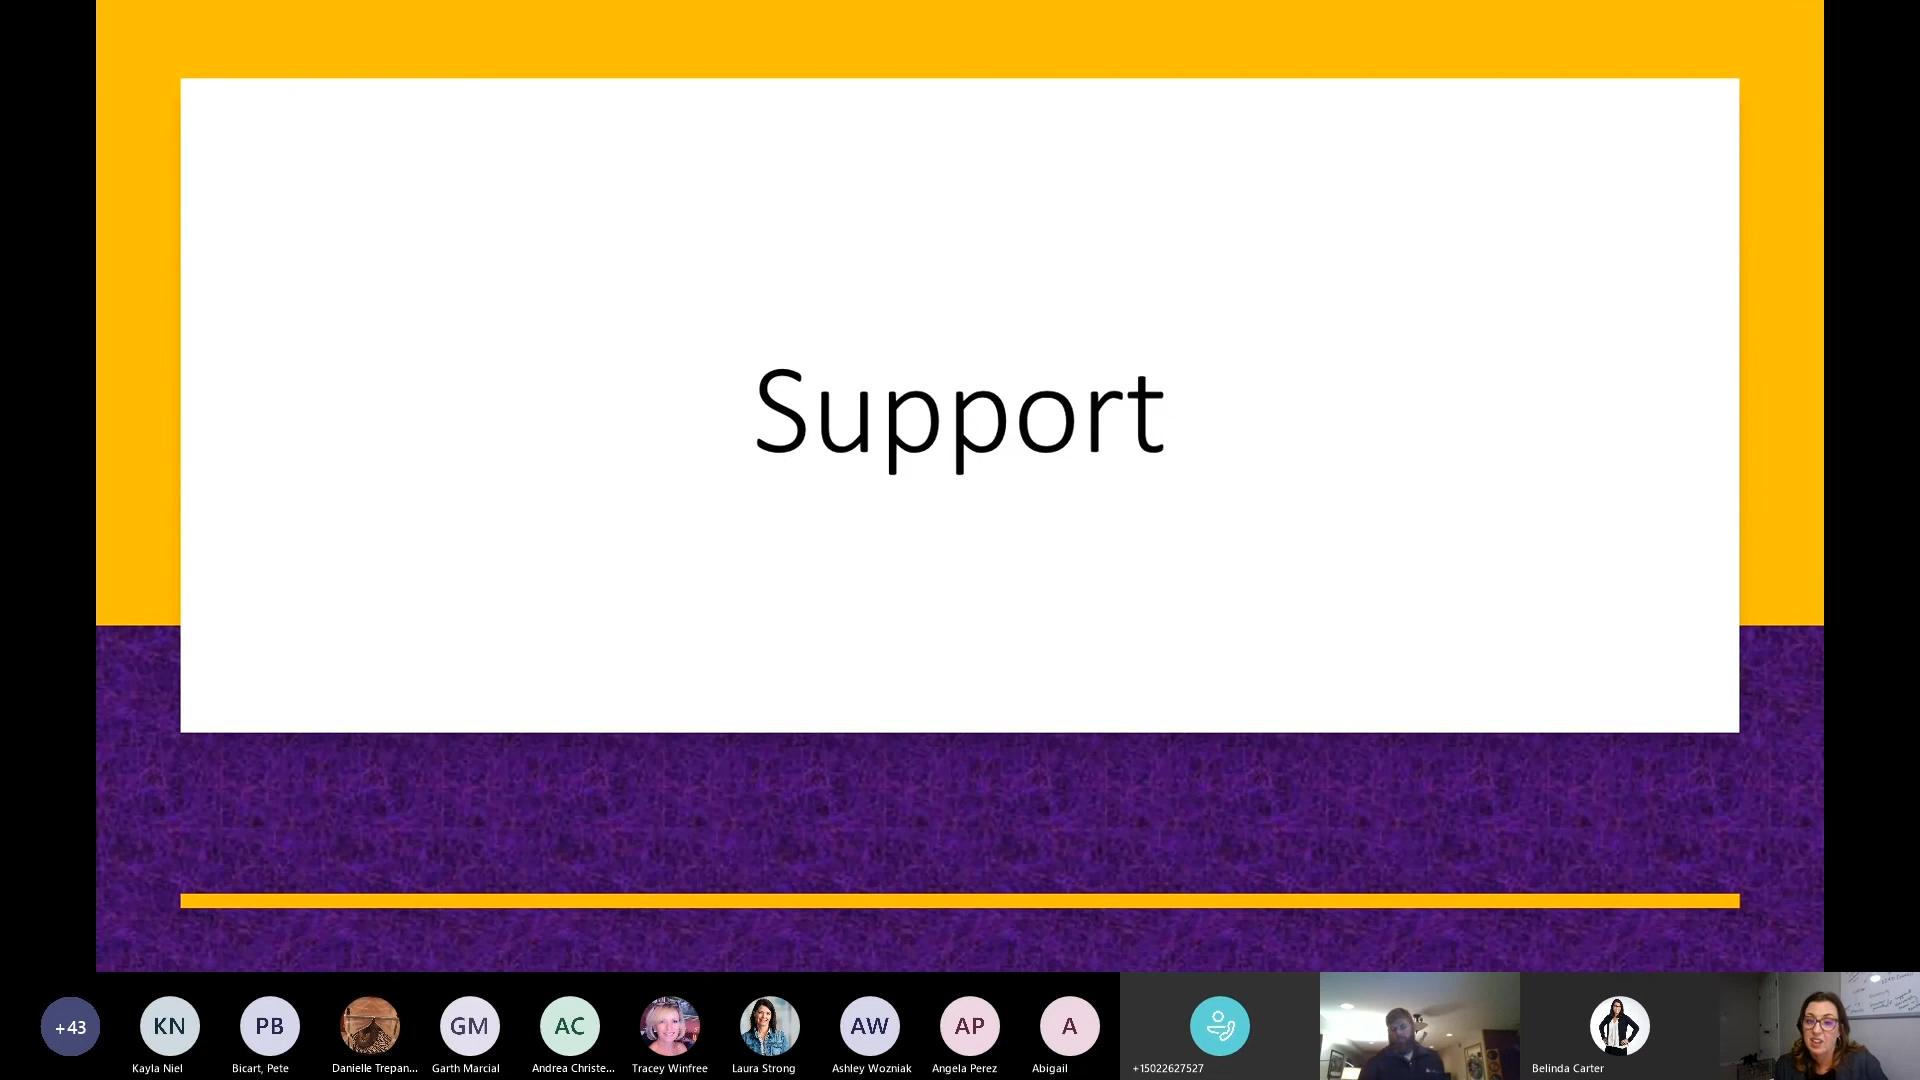 Support
+43
KN
PB
GM
AC
AW
AP
A
Kayla Niel
Bicart, Pete
Danielle Trepan...
Garth Marcial
Andrea Christe...
Tracey Winfree
Laura Strong
Ashley Wozniak
Angela Perez
Abigail
+15022627527
Belinda Carter